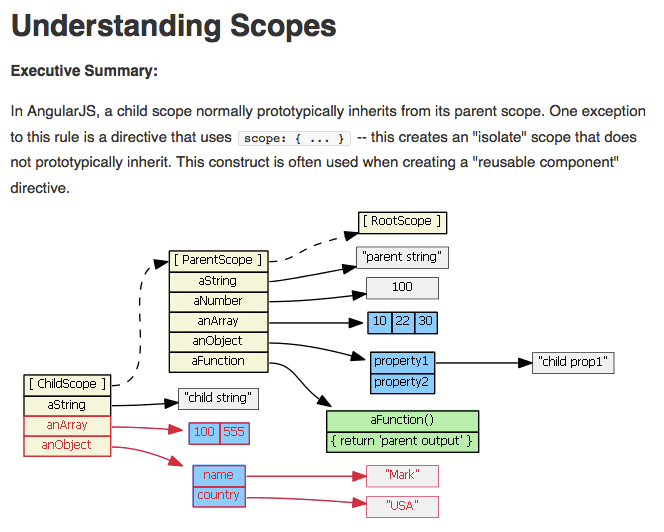 Understanding Scopes
Executive Summary:
In AngularJS, a child scope normally prototypically inherits from its parent scope. One exception
to this rule is a directive that uses scope: { ... } -- this creates an "isolate" scope that does
not prototypically inherit. This construct is often used when creating a "reusable component"
directive.
[ RootScope ]
[ ParentScope ]
"parent string"
aString
100
aNumber
10 22 30
anArray
anObject
property1
"child prop1"
aFunction
property2
[ ChildScope ]
"child string"
aString
aFunction()
anArray
100 555
{ return 'parent output' }
anObject
name
"Mark"
country
"USA"